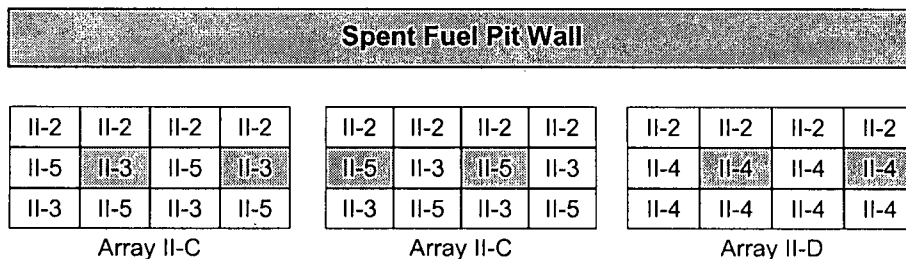 Spent Fuel Pit Wall
II-2 II-2 II-2 II-2 II-2 II-2 II-2 II-2 II-2 II-2 II-2 II-2
II-5 II-3 II-5 II-3 II-5 II-3 II-5 II-3 II-4 II-4 II-4 II-4
II-3 II-5 II-3 II-5 II-3 II-5 II-3 II-5 II-4 II-4 II-4 II-4
Array II-C Array II-C Array II-D